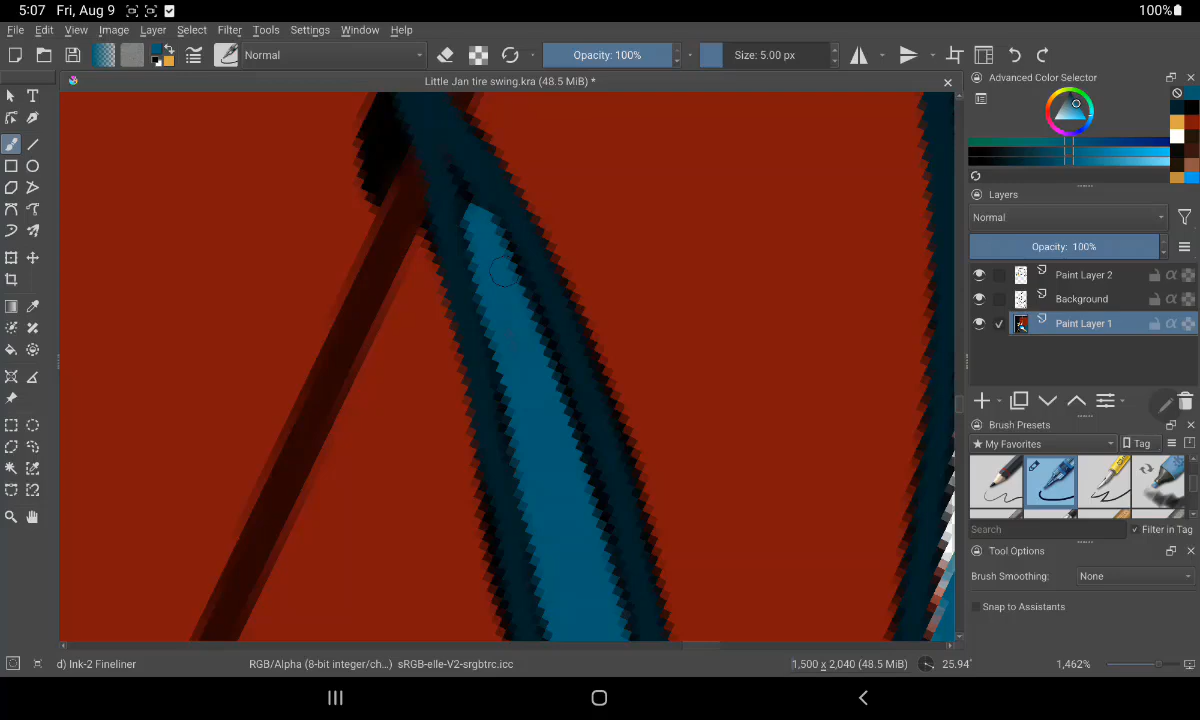 5:07 Fri, Aug 9
100%
File Edit View Image Layer Select Filter Tools Settings Window Help
Normal
Opacity: 100%
Size: 5.00 px
Little Jan tire swing.kra (48.5 MiB) *
Advanced Color Selector
Layers
Normal
Opacity: 100%
Paint Layer 2
Background
Paint Layer 1
Brush Presets
★ My Favorites
Tag
Search
Filter in Tag
Tool Options
Brush Smoothing: None
Snap to Assistants
d) Ink-2 Fineliner
RGB/Alpha (8-bit integer/ch...) sRGB-elle-V2-srgbtrc.icc
1,500 x 2,040 (48.5 MiB)
25.94°
1,462%